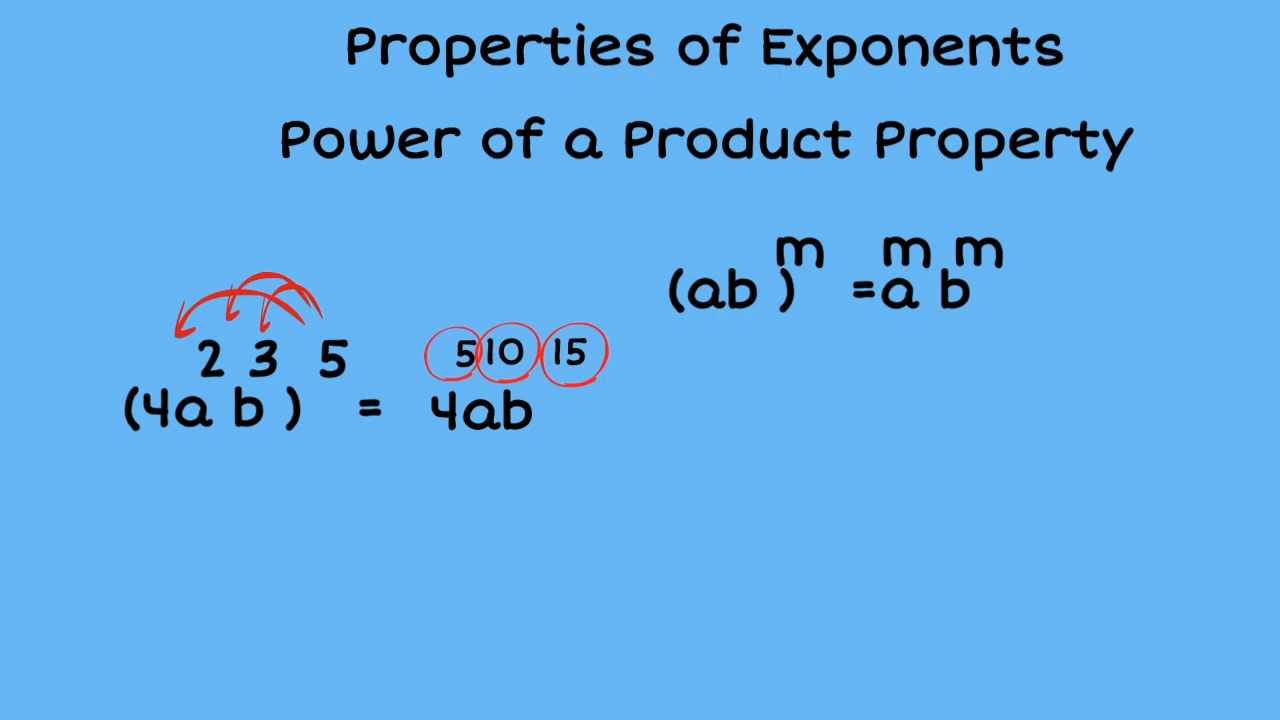 Properties of Exponents
Power of a Product Property
m m m
(ab ) =a b
2 3 5 5 10 15
(4a b ) = 4ab